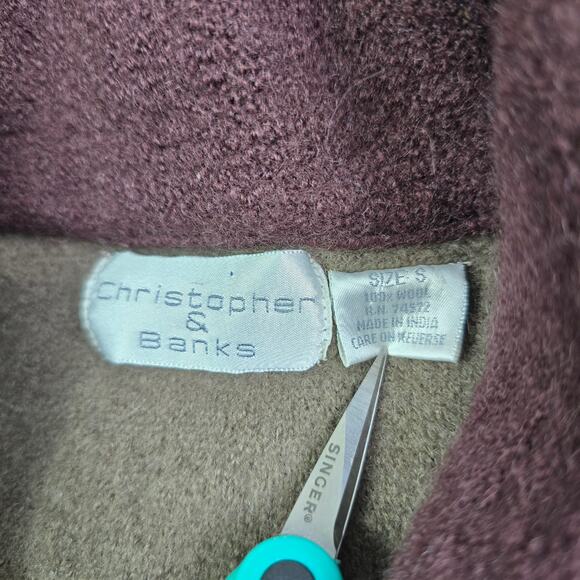 Christopher
&
Banks
SIZE: S
100% WOOL
R.N. 74572
MADE IN INDIA
CARE ON REVERSE
SINGER®